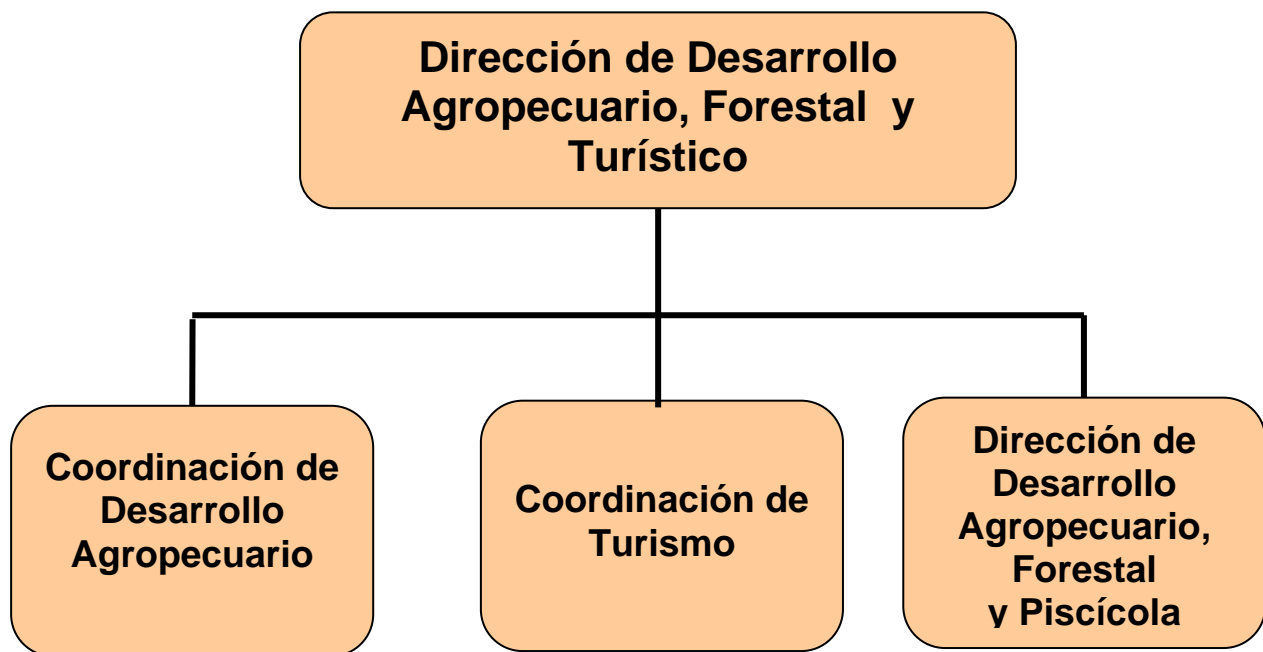 Dirección de Desarrollo
Agropecuario, Forestal y
Turístico
Coordinación de
Desarrollo
Agropecuario
Coordinación de
Turismo
Dirección de
Desarrollo
Agropecuario,
Forestal
y Piscícola